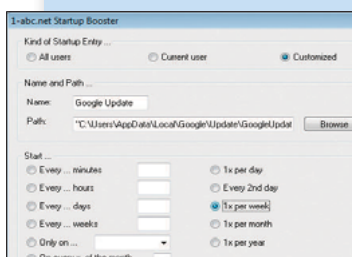 1-abc.net Startup Booster
Kind of Startup Entry ...
All users Current user Customized
Name and Path ...
Name: Google Update
Path: "C:\Users\AppData\Local\Google\Update\GoogleUpdat Browse
Start ...
Every ... minutes 1x per day
Every ... hours Every 2nd day
Every ... days 1x per week
Every ... weeks 1x per month
Only on ... 1x per year